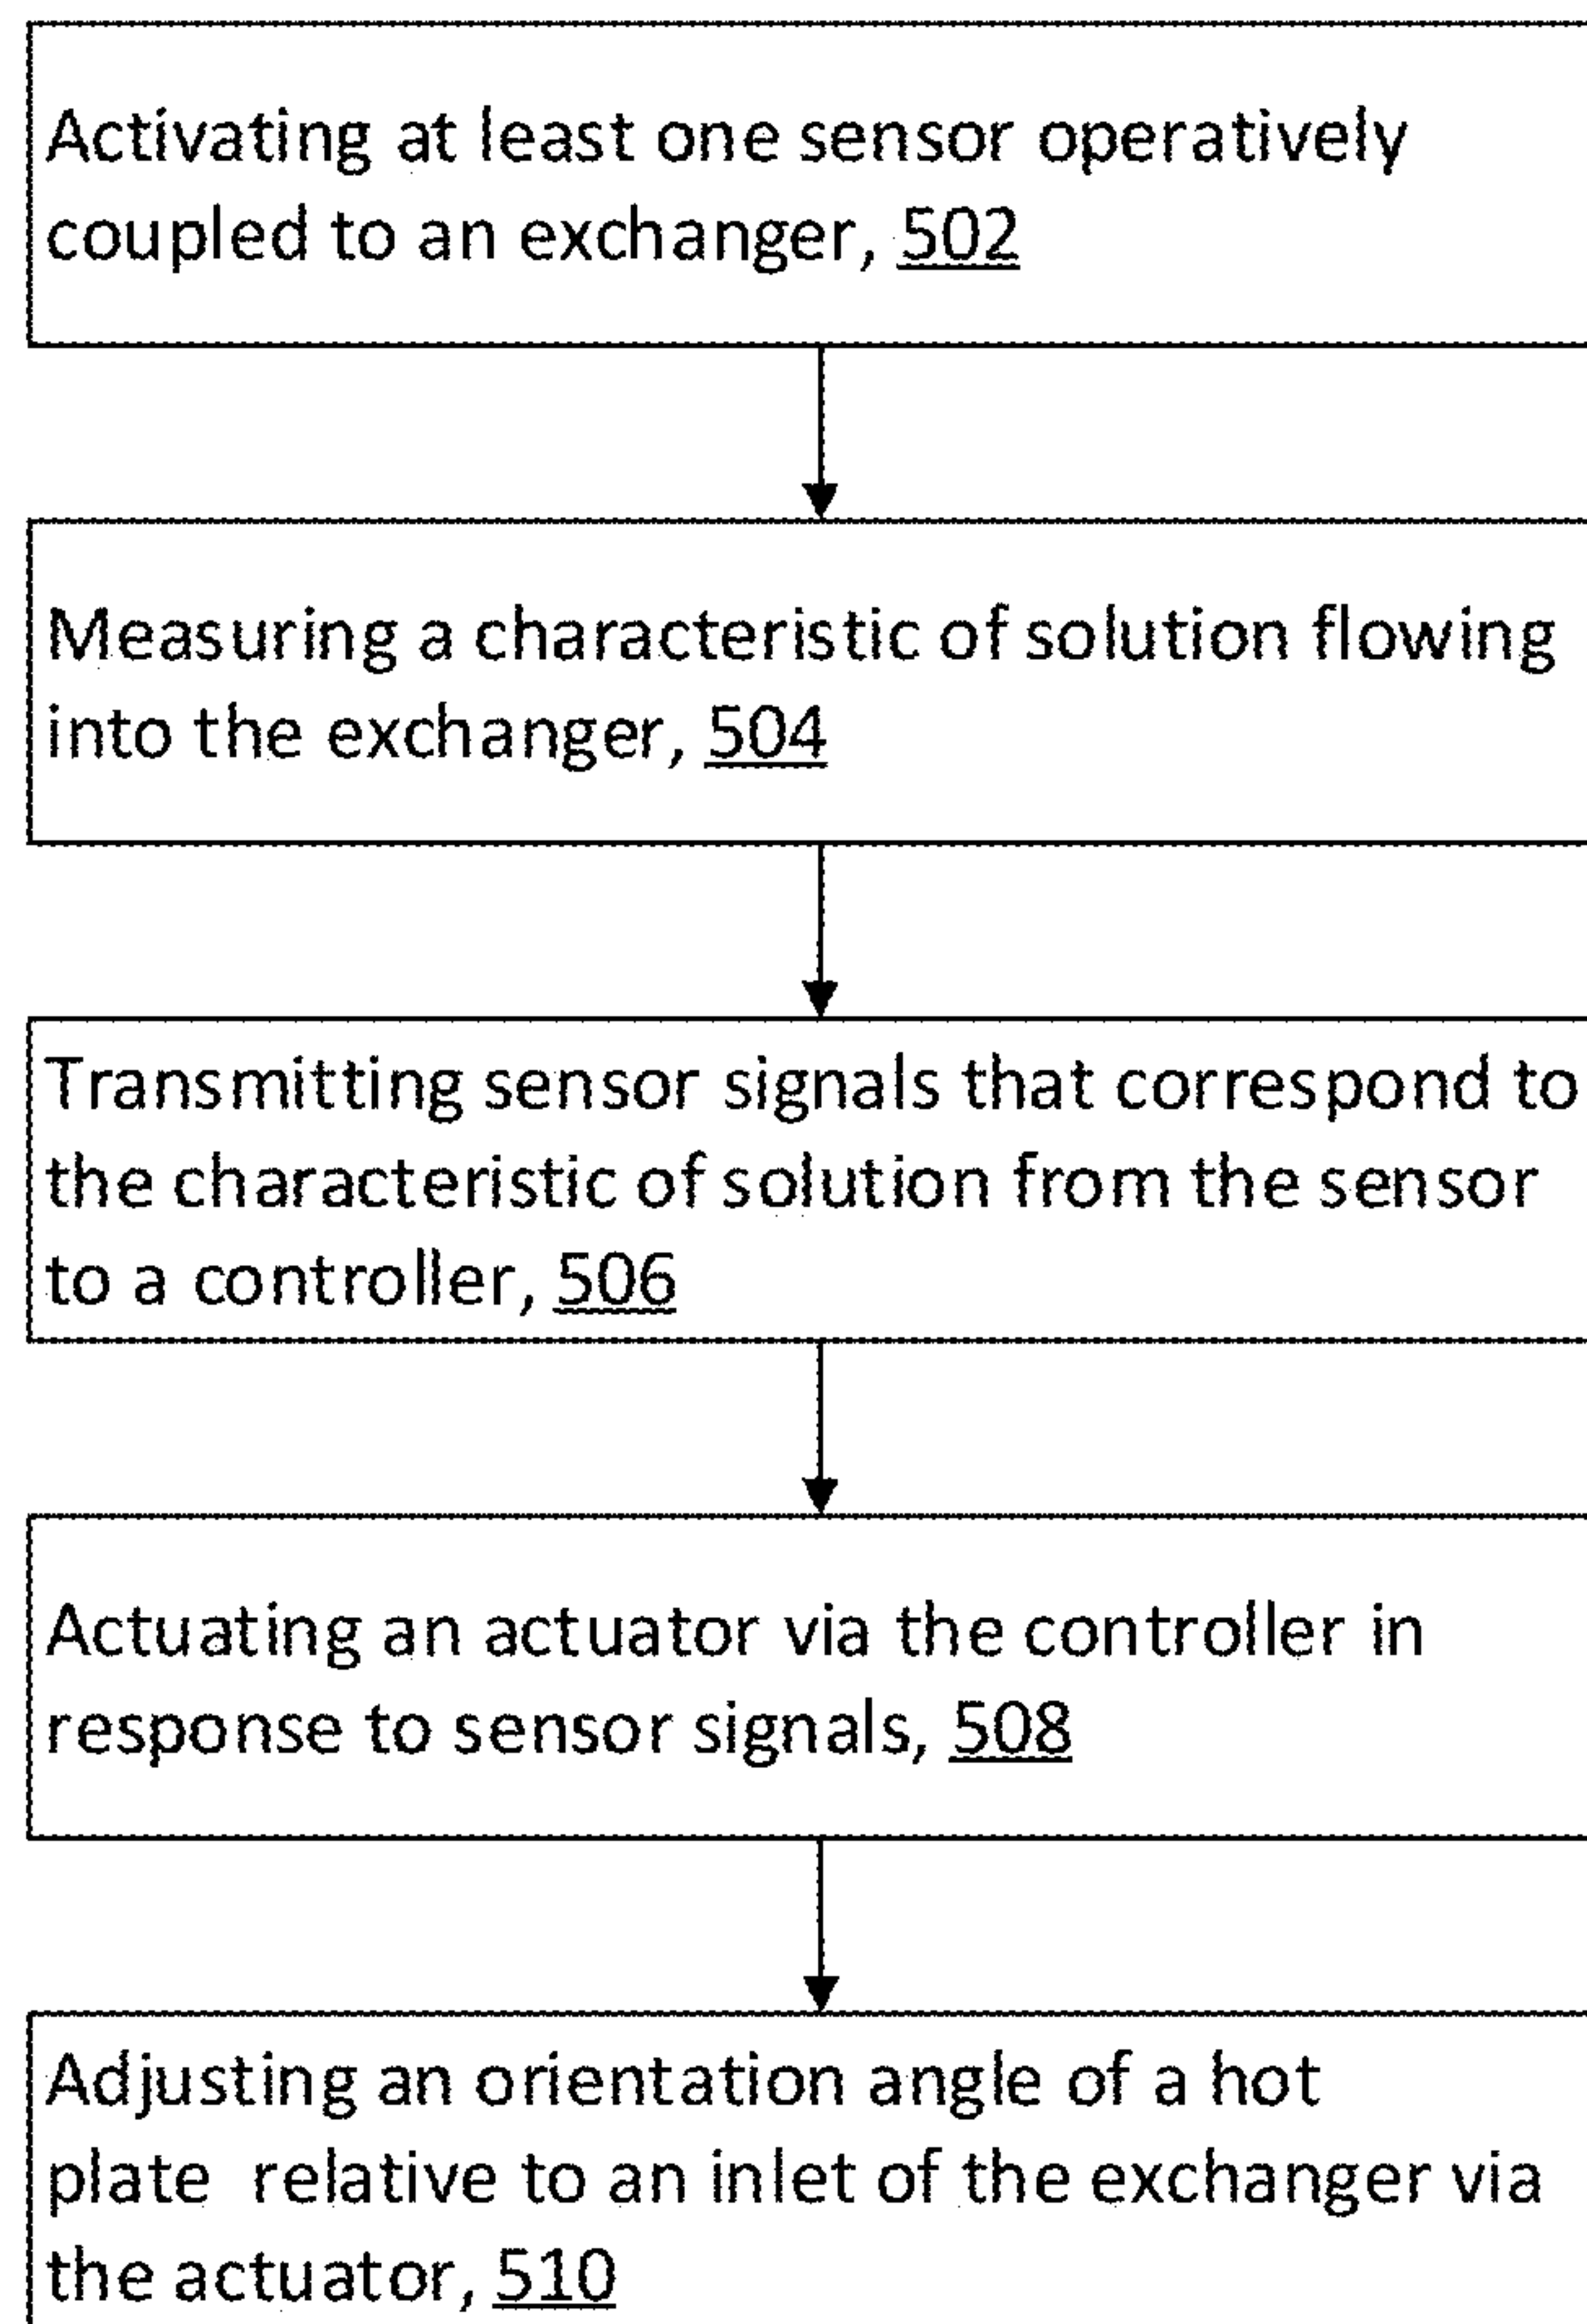 Activating at least one sensor operatively
coupled to an exchanger, 502
Measuring a characteristic of solution flowing
into the exchanger, 504
Transmitting sensor signals that correspond to
the characteristic of solution from the sensor
to a controller, 506
Actuating an actuator via the controller in
response to sensor signals, 508
Adjusting an orientation angle of a hot
plate  relative to an inlet of the exchanger via
the actuator, 510